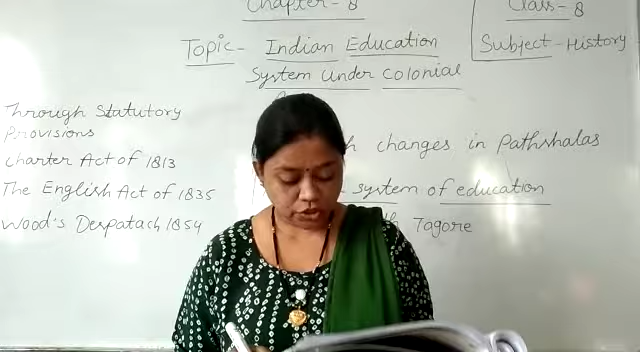 Chapter - 8
Class - 8
Subject - History
Topic - Indian Education
System Under Colonial
Through Statutory
Provisions
Charter Act of 1813
The English Act of 1835
Wood's Despatach 1854
changes in Pathshalas
system of education
Tagore